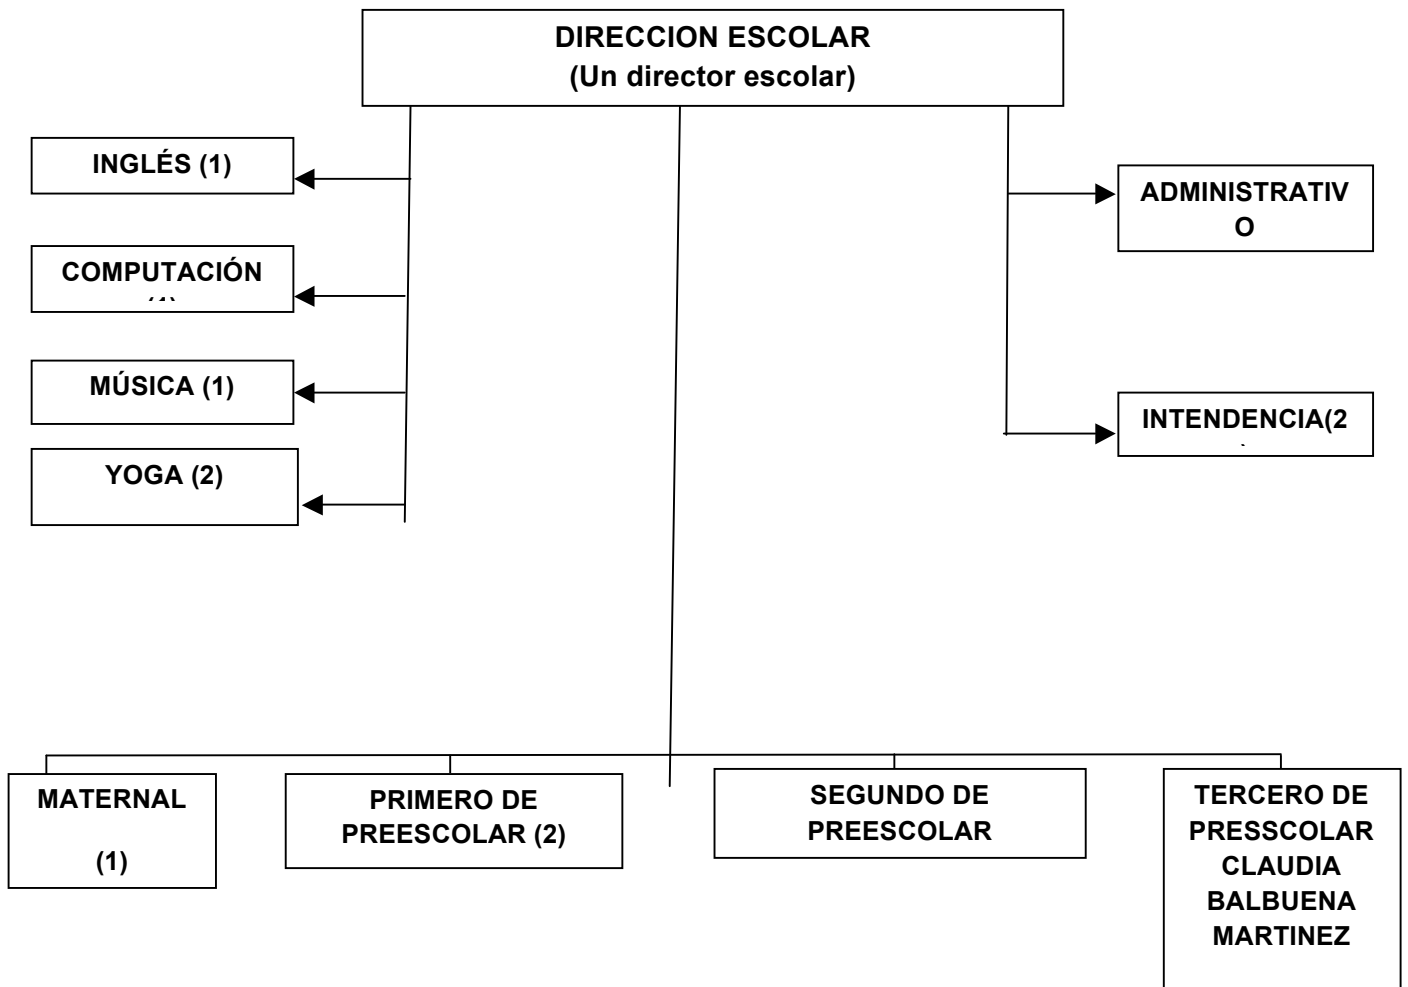 DIRECCION ESCOLAR
(Un director escolar)
INGLÉS (1)
COMPUTACIÓN
MÚSICA (1)
YOGA (2)
ADMINISTRATIV
O
INTENDENCIA(2
MATERNAL
(1)
PRIMERO DE
PREESCOLAR (2)
SEGUNDO DE
PREESCOLAR
TERCERO DE
PRESSCOLAR
CLAUDIA
BALBUENA
MARTINEZ